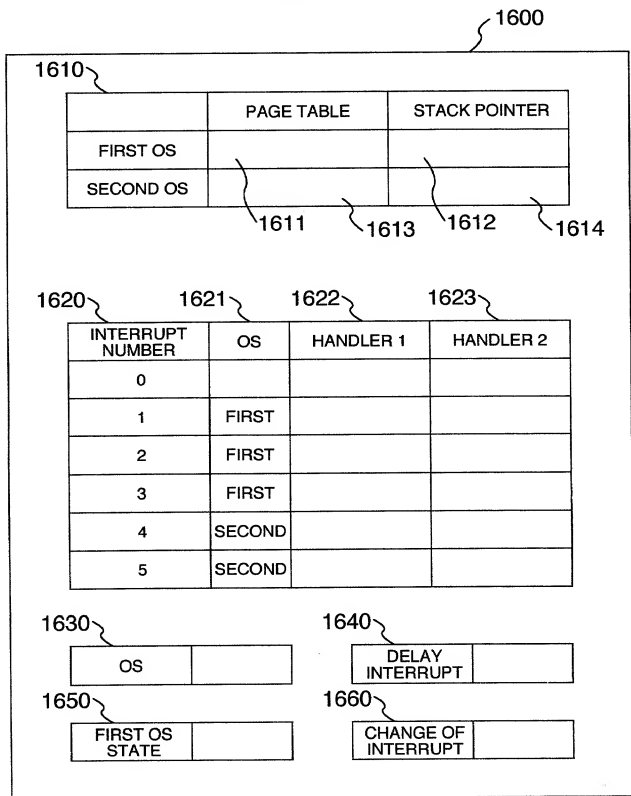 1600
1610
PAGE TABLE STACK POINTER
FIRST OS
SECOND OS
1611 1613 1612 1614
1620 1621 1622 1623
INTERRUPT
NUMBER OS HANDLER 1 HANDLER 2
0
1 FIRST
2 FIRST
3 FIRST
4 SECOND
5 SECOND
1630 1640
OS DELAY
INTERRUPT
1650 1660
FIRST OS
STATE CHANGE OF
INTERRUPT